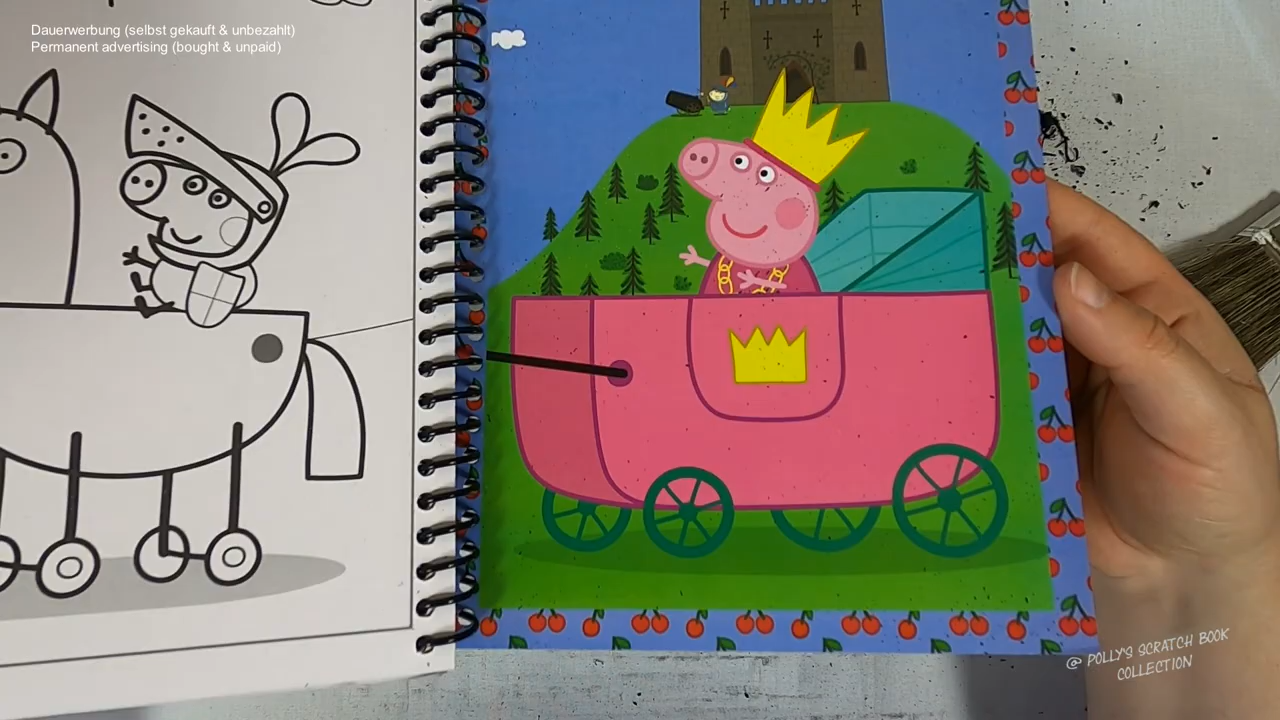 Dauerwerbung (selbst gekauft & unbezahlt)
Permanent advertising (bought & unpaid)
@ POLLY'S SCRATCH BOOK
COLLECTION